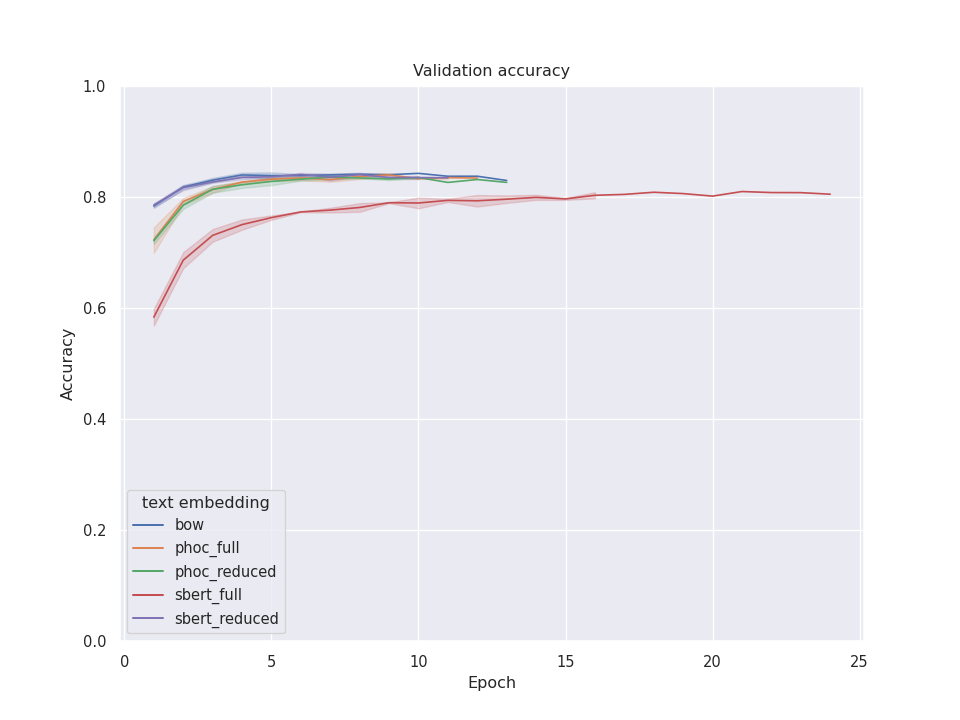 Validation accuracy
1.0
0.8
0.6
0.4
0.2
0.0
Accuracy
text embedding
bow
phoc_full
phoc_reduced
sbert_full
sbert_reduced
0 5 10 15 20 25
Epoch